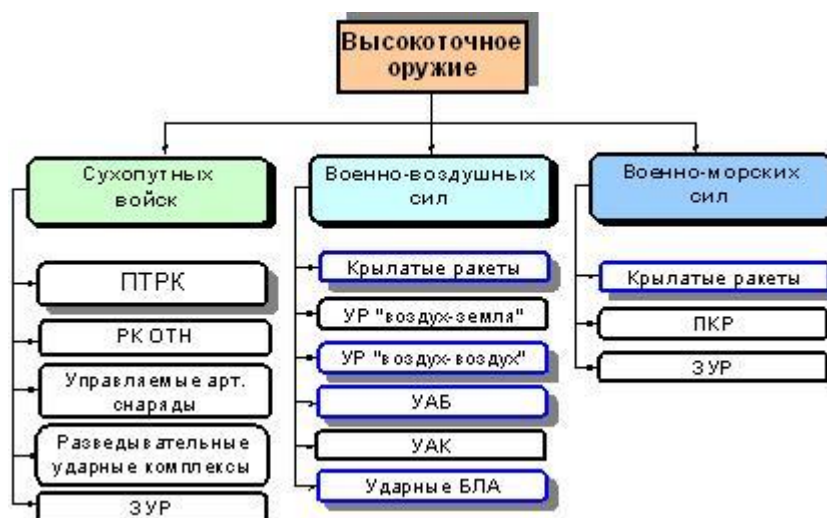 Высокоточное
оружие
Сухопутных
войск
Военно-воздушных
сил
Военно-морских
сил
ПТРК
РК ОТН
Управляемые арт.
снаряды
Разведывательные
ударные комплексы
ЗУР
Крылатые ракеты
УР "воздух-земля"
УР "воздух-воздух"
УАБ
УАК
Ударные БЛА
Крылатые ракеты
ПКР
ЗУР